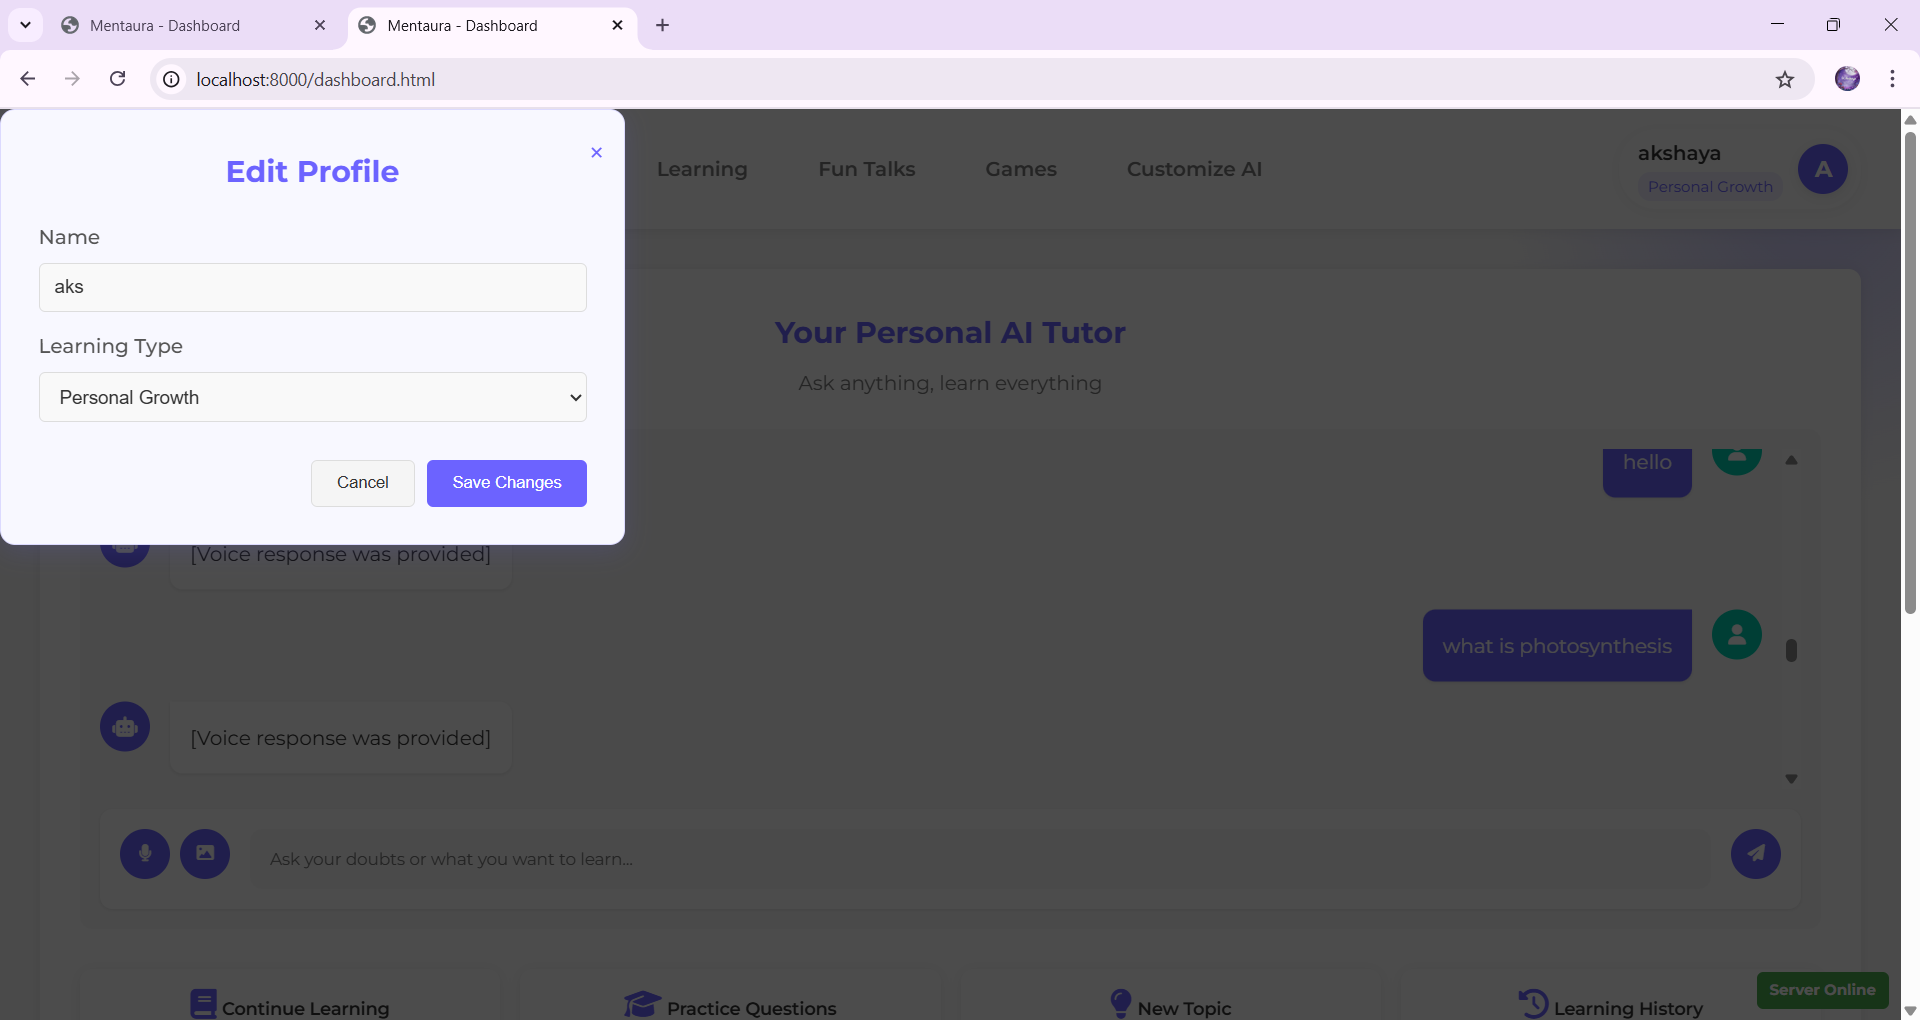 Mentaura - Dashboard
Mentaura - Dashboard
localhost:8000/dashboard.html
Edit Profile
Name
aks
Learning Type
Personal Growth
Cancel
Save Changes
Learning
Fun Talks
Games
Customize AI
akshaya
Personal Growth
A
Your Personal AI Tutor
Ask anything, learn everything
hello
[Voice response was provided]
what is photosynthesis
[Voice response was provided]
Ask your doubts or what you want to learn...
Continue Learning
Practice Questions
New Topic
Learning History
Server Online